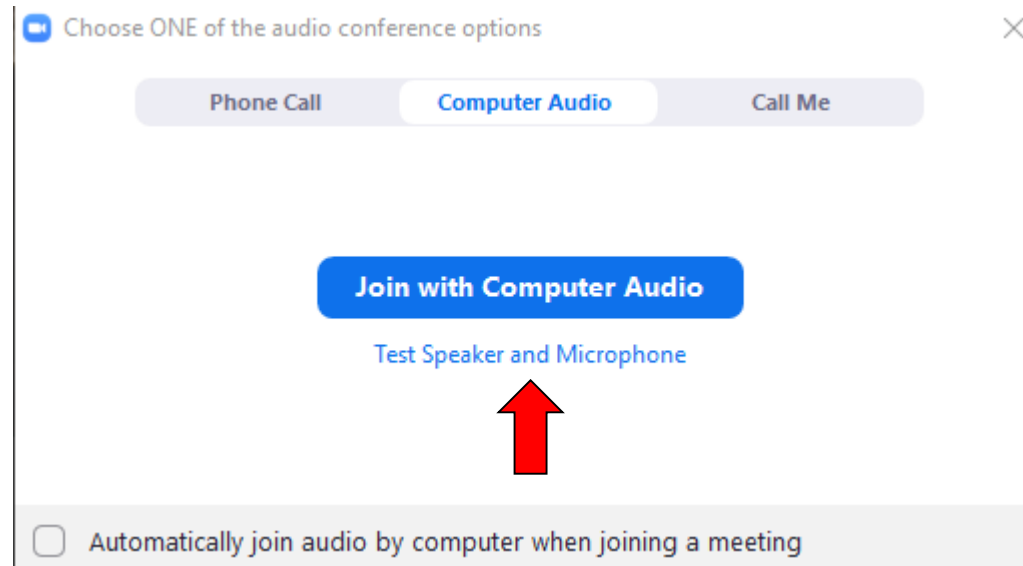 Choose ONE of the audio conference options
Phone Call Computer Audio Call Me
Join with Computer Audio
Test Speaker and Microphone
Automatically join audio by computer when joining a meeting